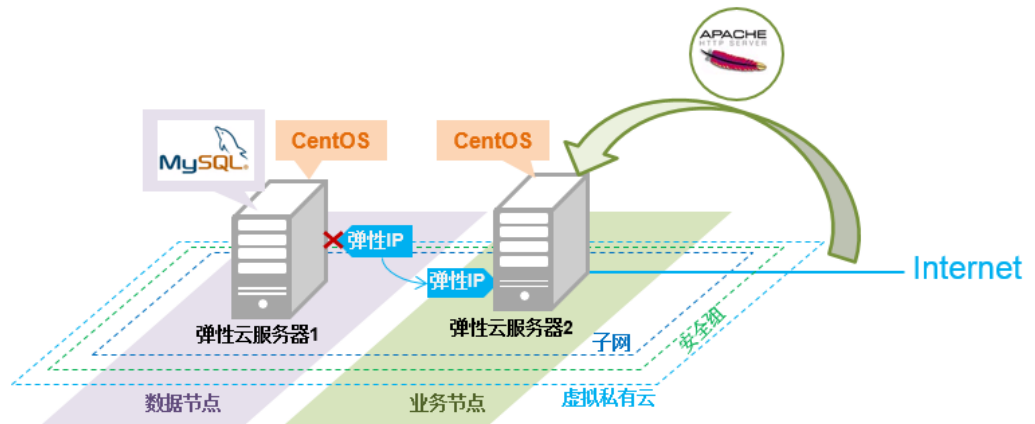 APACHE
HTTP SERVER
MySQL
CentOS
CentOS
弹性IP
弹性IP
Internet
弹性云服务器1
弹性云服务器2
子网
安全组
虚拟私有云
数据节点
业务节点